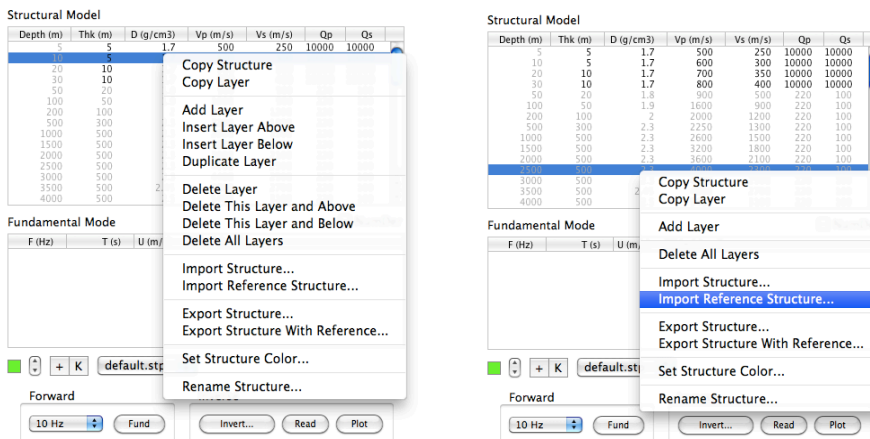 Structural Model
Depth (m) Thk (m) D (g/cm3) Vp (m/s) Vs (m/s) Qp Qs
5 5 1.7 500 250 10000 10000
10 5
20 10
30 10
50 20
100 50
200 100
500 300
1000 500
1500 500
2000 500
2500 500
3000 500
3500 500 2.
4000 500
Copy Structure
Copy Layer
Add Layer
Insert Layer Above
Insert Layer Below
Duplicate Layer
Delete Layer
Delete This Layer and Above
Delete This Layer and Below
Delete All Layers
Import Structure...
Import Reference Structure...
Export Structure...
Export Structure With Reference...
Set Structure Color...
Rename Structure...
Fundamental Mode
F (Hz) T (s) U (m/
+ K default.stp
Forward
10 Hz Fund Invert... Read Plot
Structural Model
Depth (m) Thk (m) D (g/cm3) Vp (m/s) Vs (m/s) Qp Qs
5 5 1.7 500 250 10000 10000
10 5 1.7 600 300 10000 10000
20 10 1.7 700 350 10000 10000
30 10 1.7 800 400 10000 10000
50 20 1.8 900 500 220 100
100 50 1.9 1600 900 220 100
200 100 2 2000 1200 220 100
500 300 2.3 2250 1300 220 100
1000 500 2.3 2600 1500 220 100
1500 500 2.3 3200 1800 220 100
2000 500 2.3 3600 2100 220 100
2500 500
3000 500
3500 500 2
4000 500
Copy Structure
Copy Layer
Add Layer
Delete All Layers
Import Structure...
Import Reference Structure...
Export Structure...
Export Structure With Reference...
Set Structure Color...
Rename Structure...
Fundamental Mode
F (Hz) T (s) U (m,
+ K default.st
Forward
10 Hz Fund Invert... Read Plot